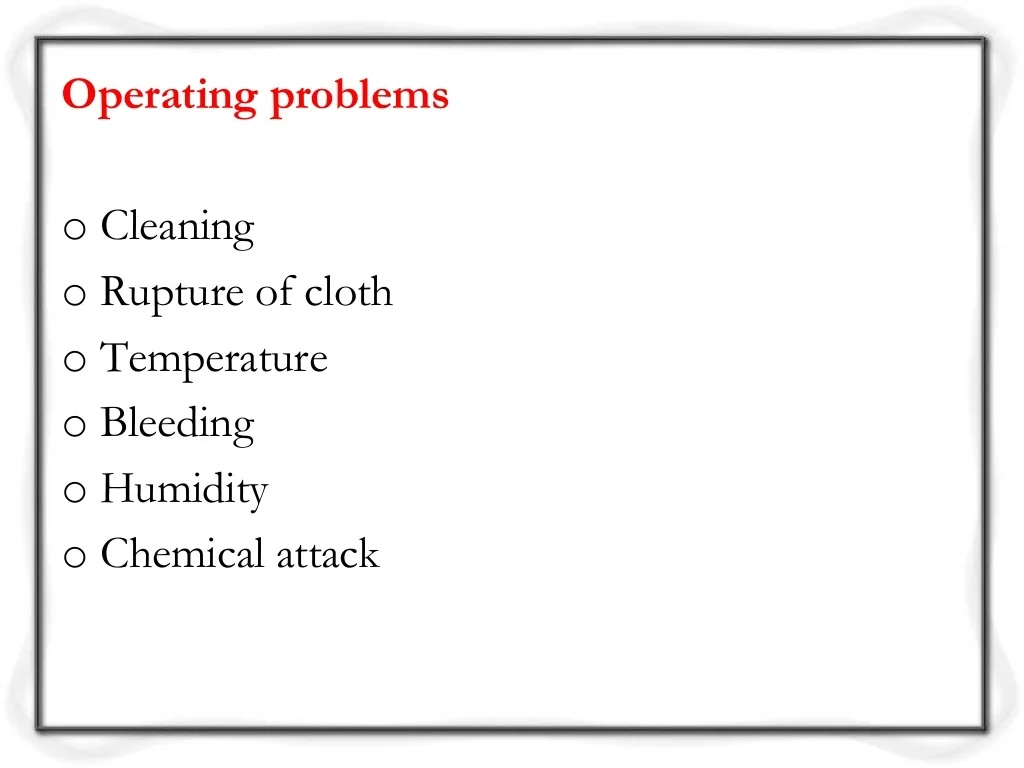 Operating problems
o Cleaning
o Rupture of cloth
o Temperature
o Bleeding
o Humidity
o Chemical attack